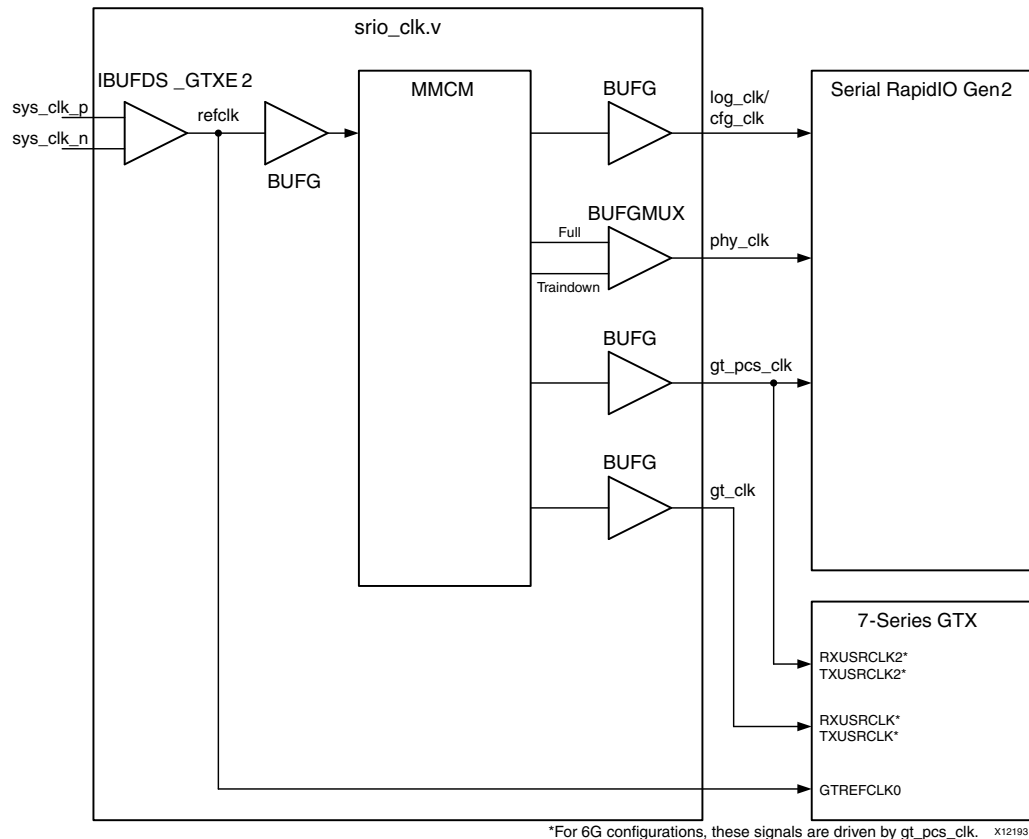 srio_clk.v
IBUFDS _GTXE 2
sys_clk_p
sys_clk_n
refclk
BUFG
MMCM
BUFG
log_clk/
cfg_clk
Serial RapidIO Gen2
BUFGMUX
Full
Traindown
phy_clk
BUFG
gt_pcs_clk
BUFG
gt_clk
7-Series GTX
RXUSRCLK2*
TXUSRCLK2*
RXUSRCLK*
TXUSRCLK*
GTREFCLK0
*For 6G configurations, these signals are driven by gt_pcs_clk.
X12193